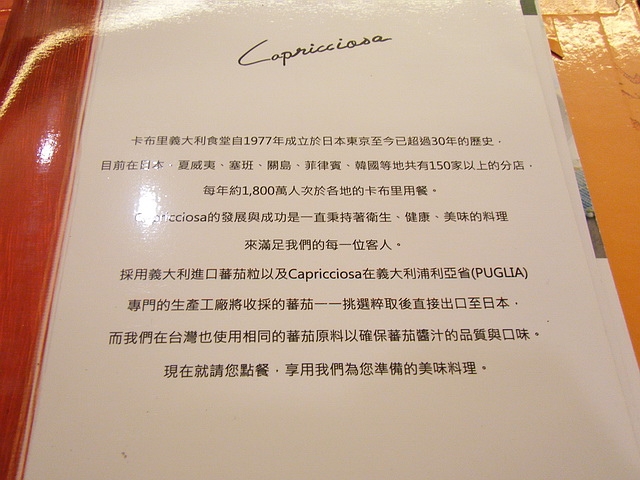 Capricciosa
卡布里義大利食堂自1977年成立於日本東京至今已超過30年的歷史，
目前在日本、夏威夷、塞班、關島、菲律賓、韓國等地共有150家以上的分店，
每年約1,800萬人次於各地的卡布里用餐。
Capricciosa的發展與成功是一直秉持著衛生、健康、美味的料理
來滿足我們的每一位客人。
採用義大利進口蕃茄粒以及Capricciosa在義大利浦利亞省(PUGLIA)
專門的生產工廠將收採的蕃茄一一挑選粹取後直接出口至日本，
而我們在台灣也使用相同的蕃茄原料以確保蕃茄醬汁的品質與口味。
現在就請您點餐，享用我們為您準備的美味料理。